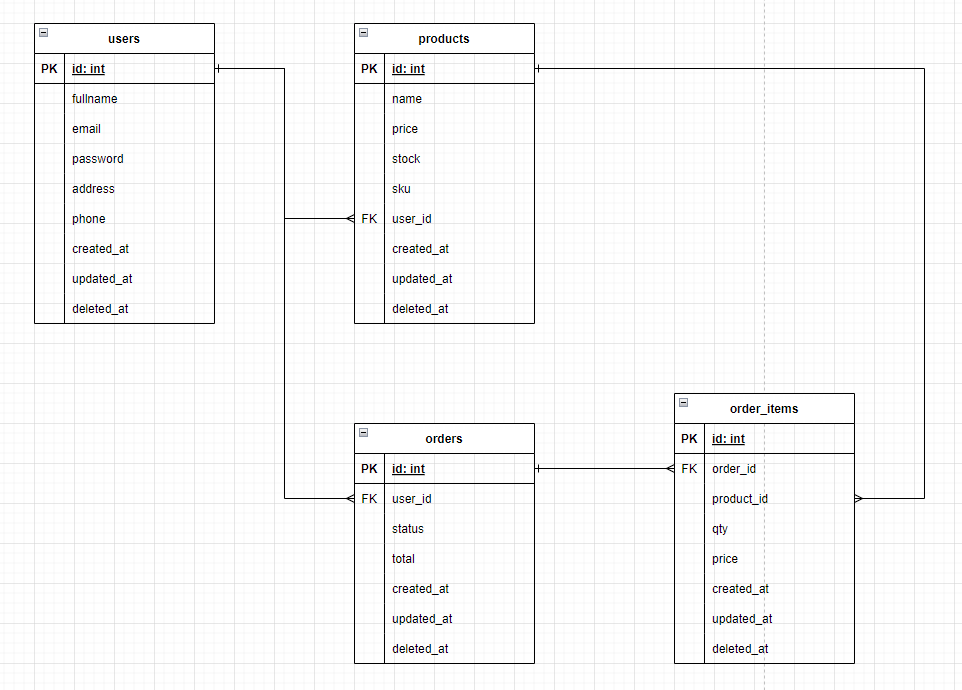 users
PK id: int
fullname
email
password
address
phone
created_at
updated_at
deleted_at
products
PK id: int
name
price
stock
sku
FK user_id
created_at
updated_at
deleted_at
orders
PK id: int
FK user_id
status
total
created_at
updated_at
deleted_at
order_items
PK id: int
FK order_id
product_id
qty
price
created_at
updated_at
deleted_at